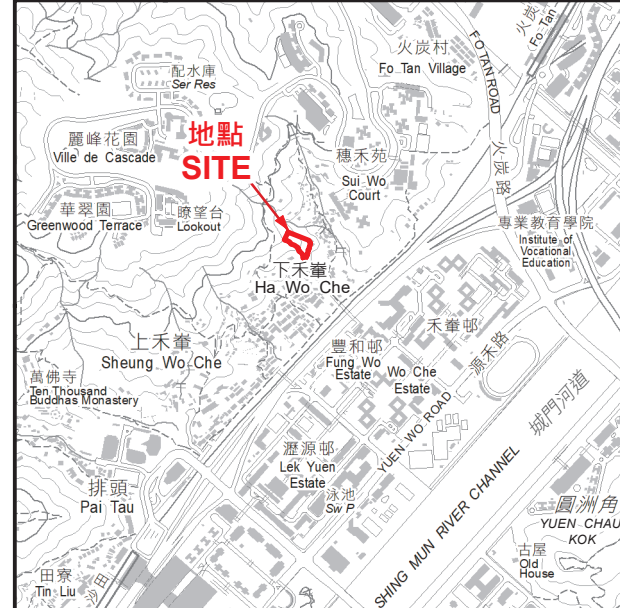 火炭村
Fo Tan Village
FO TAN ROAD
火炭路
火炭
Fo Tan
配水庫
Ser Res
麗峰花園
Ville de Cascade
地點
SITE
穗禾苑
Sui Wo
Court
華翠園
Greenwood Terrace
瞭望台
Lookout
專業教育學院
Institute of
Vocational
Education
下禾輋
Ha Wo Che
上禾輋
Sheung Wo Che
豐和邨
Fung Wo
Estate
禾輋邨
Wo Che
Estate
源禾路
YUEN WO ROAD
萬佛寺
Ten Thousand
Buddhas Monastery
瀝源邨
Lek Yuen
Estate
泳池
Sw P
城門河道
SHING MUN RIVER CHANNEL
排頭
Pai Tau
圓洲角
YUEN CHAU
KOK
古屋
Old
House
田寮
Tin Liu
沙田